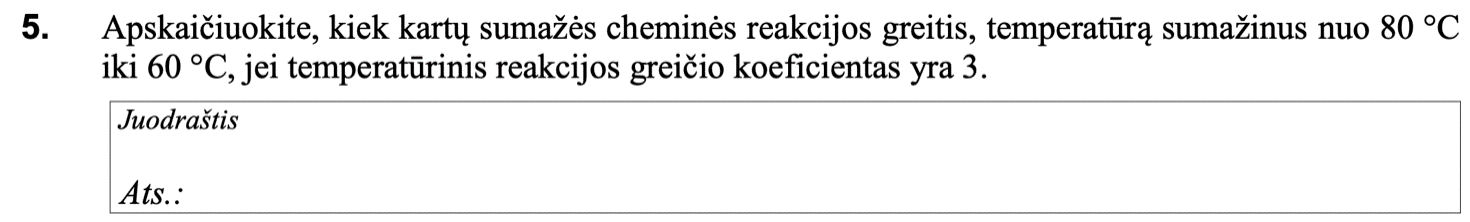 5. Apskaičiuokite, kiek kartų sumažės cheminės reakcijos greitis, temperatūrą sumažinus nuo 80 °C
iki 60 °C, jei temperatūrinis reakcijos greičio koeficientas yra 3.
Juodraštis
Ats.: